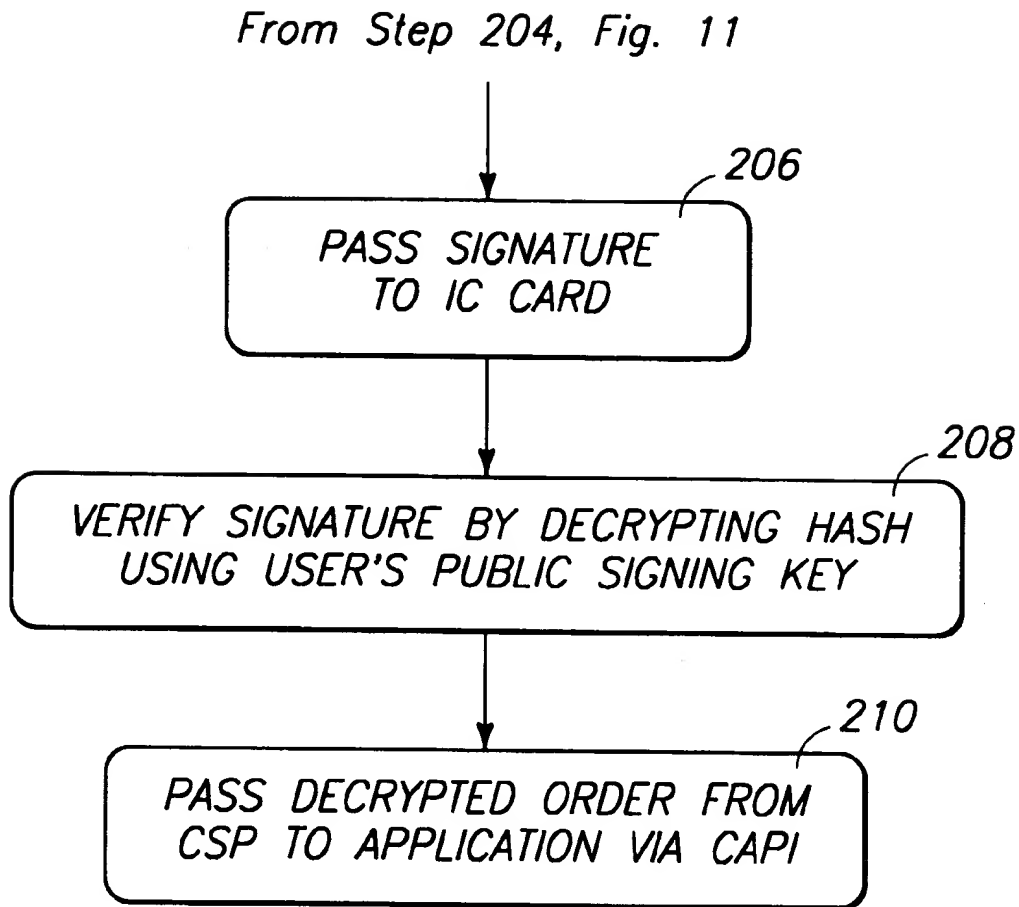 From Step 204, Fig. 11
206
PASS SIGNATURE
TO IC CARD
208
VERIFY SIGNATURE BY DECRYPTING HASH
USING USER'S PUBLIC SIGNING KEY
210
PASS DECRYPTED ORDER FROM
CSP TO APPLICATION VIA CAPI